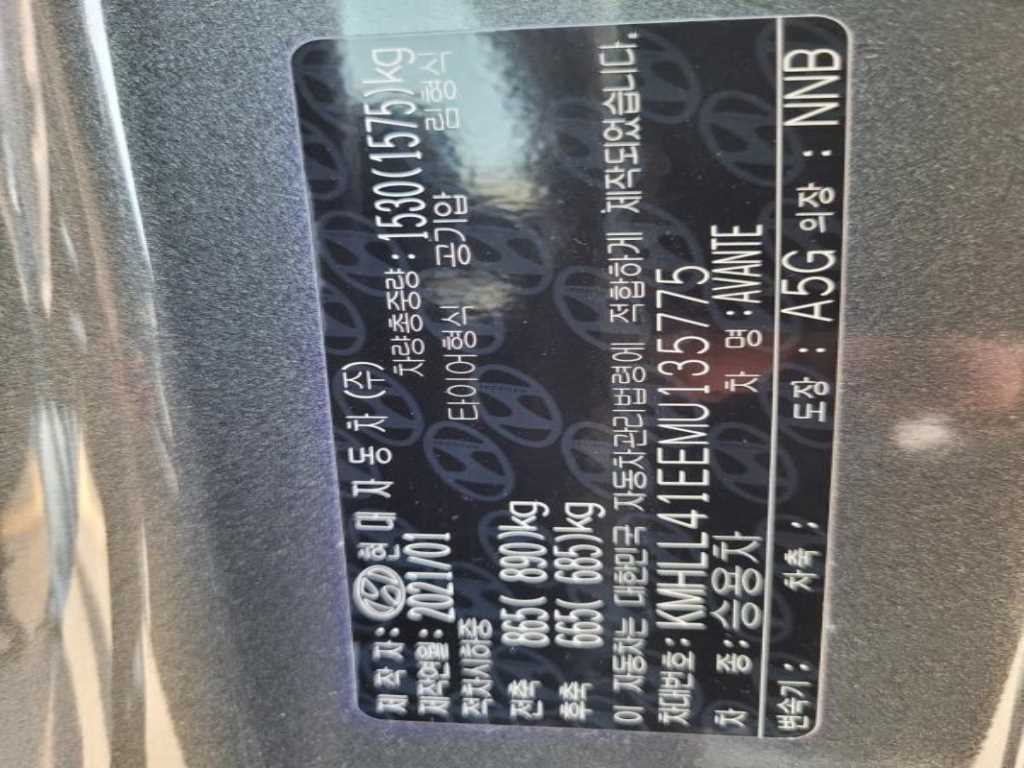 제 작 자 : 현 대 자 동 차 (주)
제작연월 : 2021/01 차량총중량 : 1530(1575)kg
적차시하중 타이어형식 공기압 림형식
전축 865( 890)kg
후축 665( 685)kg
이 자동차는 대한민국 자동차관리법령에 적합하게 제작되었습니다.
차대번호 : KMHLL41EEMU135775
차 종 : 승용차 차 명 : AVANTE
변속기 : 차축 : 도장 : A5G 의장 : NNB